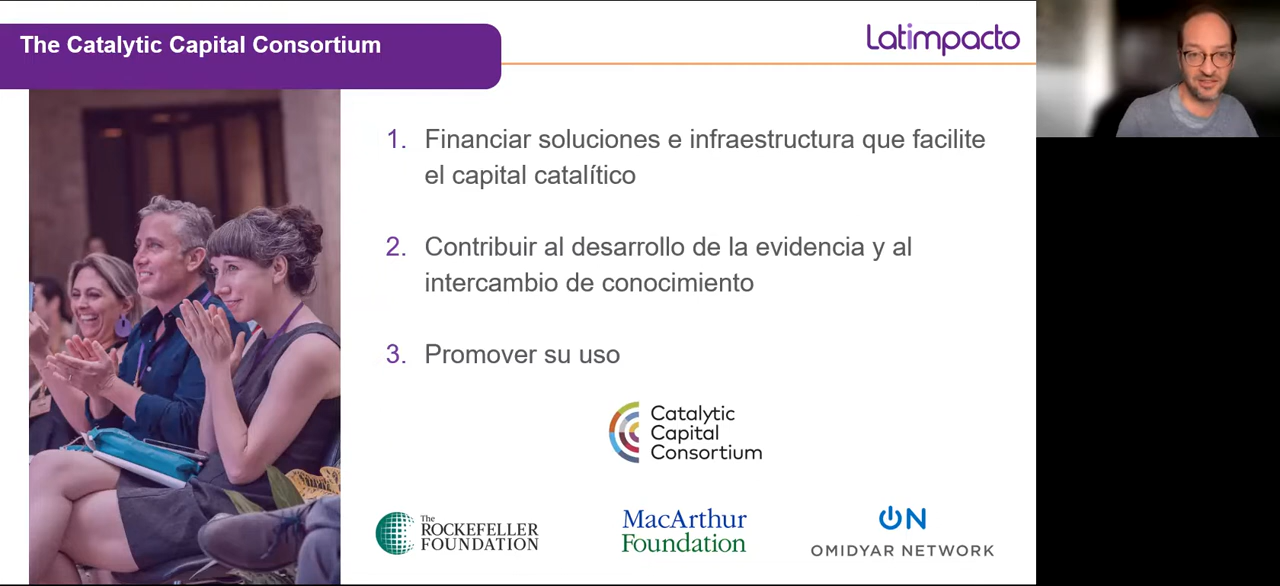 The Catalytic Capital Consortium
Latimpacto
1. Financiar soluciones e infraestructura que facilite
el capital catalítico
2. Contribuir al desarrollo de la evidencia y al
intercambio de conocimiento
3. Promover su uso
Catalytic
Capital
Consortium
The
ROCKEFELLER
FOUNDATION
MacArthur
Foundation
ON
OMIDYAR NETWORK